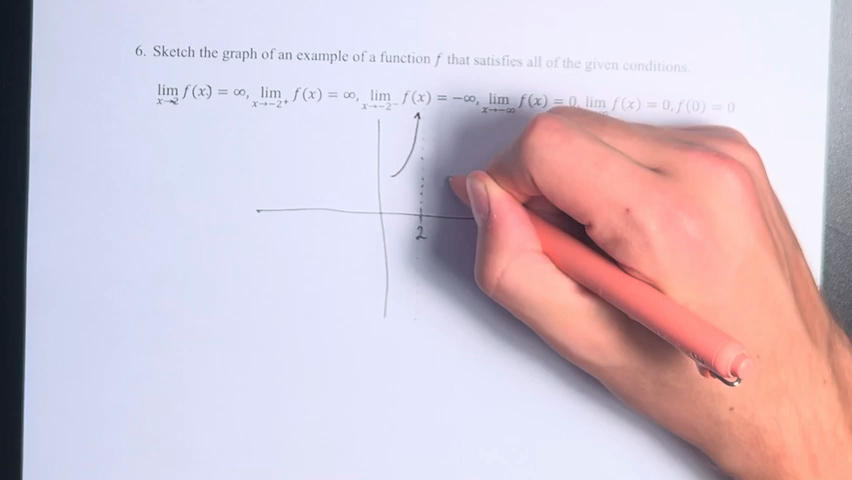 6. Sketch the graph of an example of a function f that satisfies all of the given conditions.
lim x→2 f(x) = ∞, lim x→−2⁺ f(x) = ∞, lim x→−2⁻ f(x) = −∞, lim x→−∞ f(x) = 0, lim f(x) = 0, f(0) = 0
2